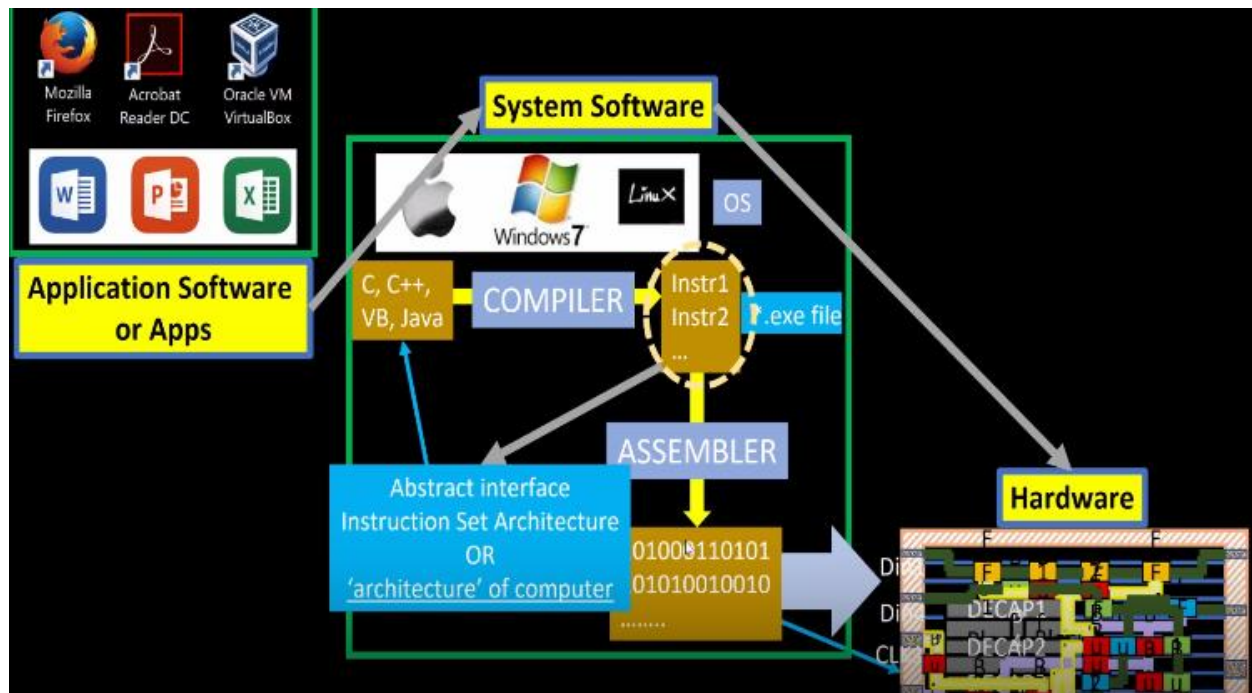 Mozilla
Firefox
Acrobat
Reader DC
Oracle VM
VirtualBox
W
P
X
Application Software
or Apps
System Software
Windows 7
Linux
OS
C, C++,
VB, Java
COMPILER
Instr1
Instr2
...
.exe file
ASSEMBLER
Abstract interface
Instruction Set Architecture
OR
‘architecture’ of computer
01000110101
01010010010
........
Hardware
F F
DECAP1
DECAP2